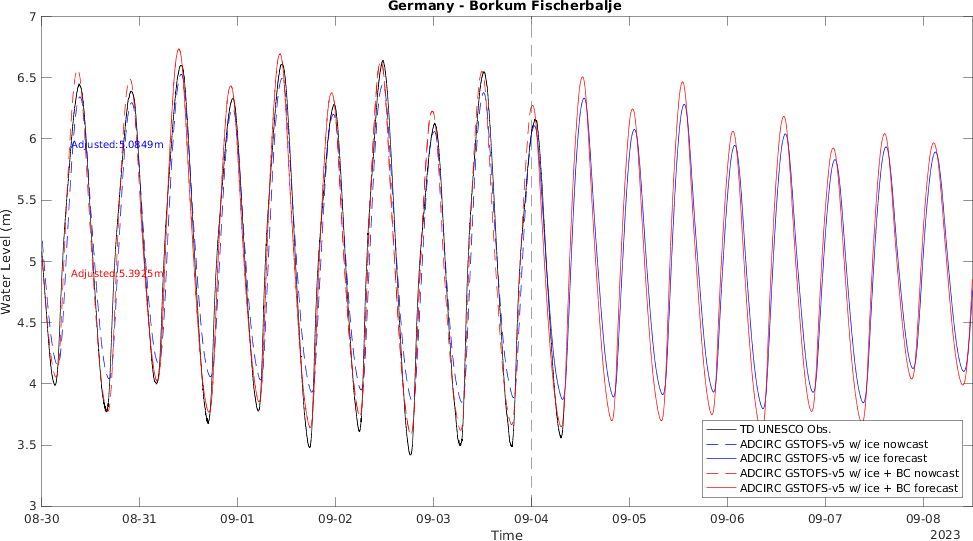 Germany - Borkum Fischerbalje
7
6.5
6
5.5
5
4.5
4
3.5
3
Water Level (m)
Adjusted:5.0849m
Adjusted:5.3925m
TD UNESCO Obs.
ADCIRC GSTOFS-v5 w/ ice nowcast
ADCIRC GSTOFS-v5 w/ ice forecast
ADCIRC GSTOFS-v5 w/ ice + BC nowcast
ADCIRC GSTOFS-v5 w/ ice + BC forecast
08-30 08-31 09-01 09-02 09-03 09-04 09-05 09-06 09-07 09-08
Time
2023